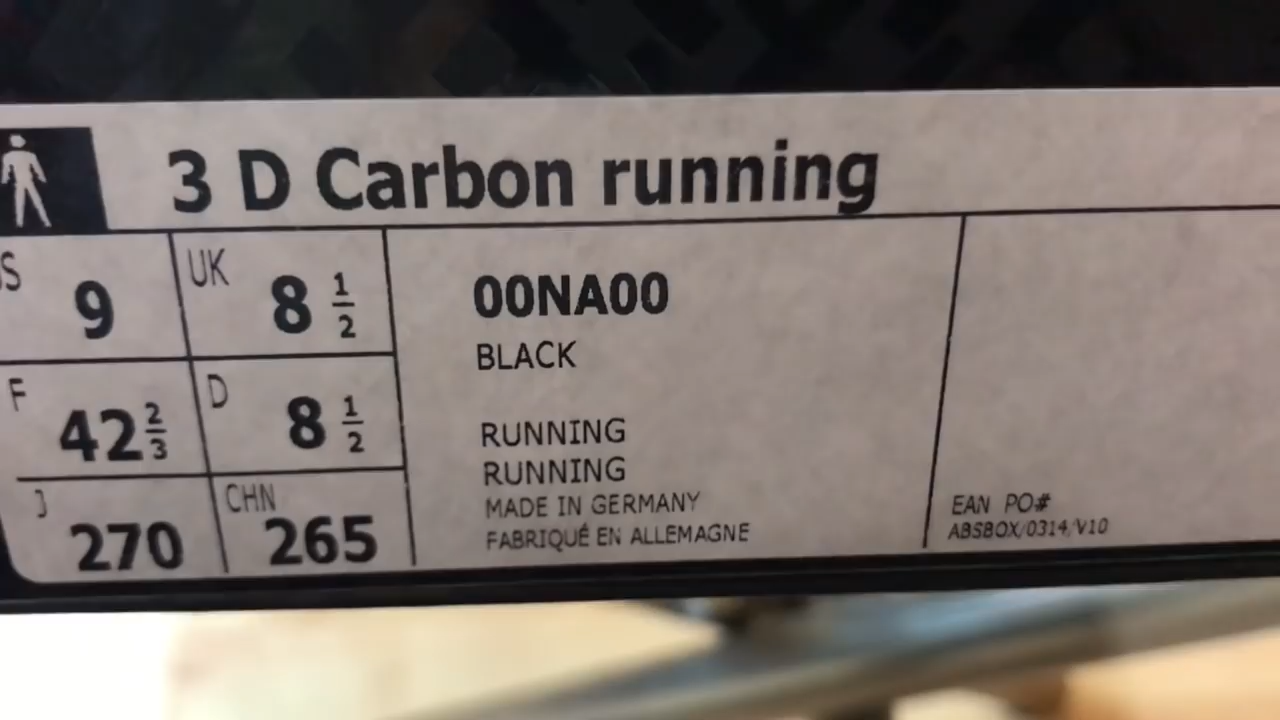 3 D Carbon running
S 9 UK 8 1/2
F 42 2/3 D 8 1/2
J 270 CHN 265
00NA00
BLACK
RUNNING
RUNNING
MADE IN GERMANY
FABRIQUÉ EN ALLEMAGNE
EAN PO#
ABSBOX/0314/V10